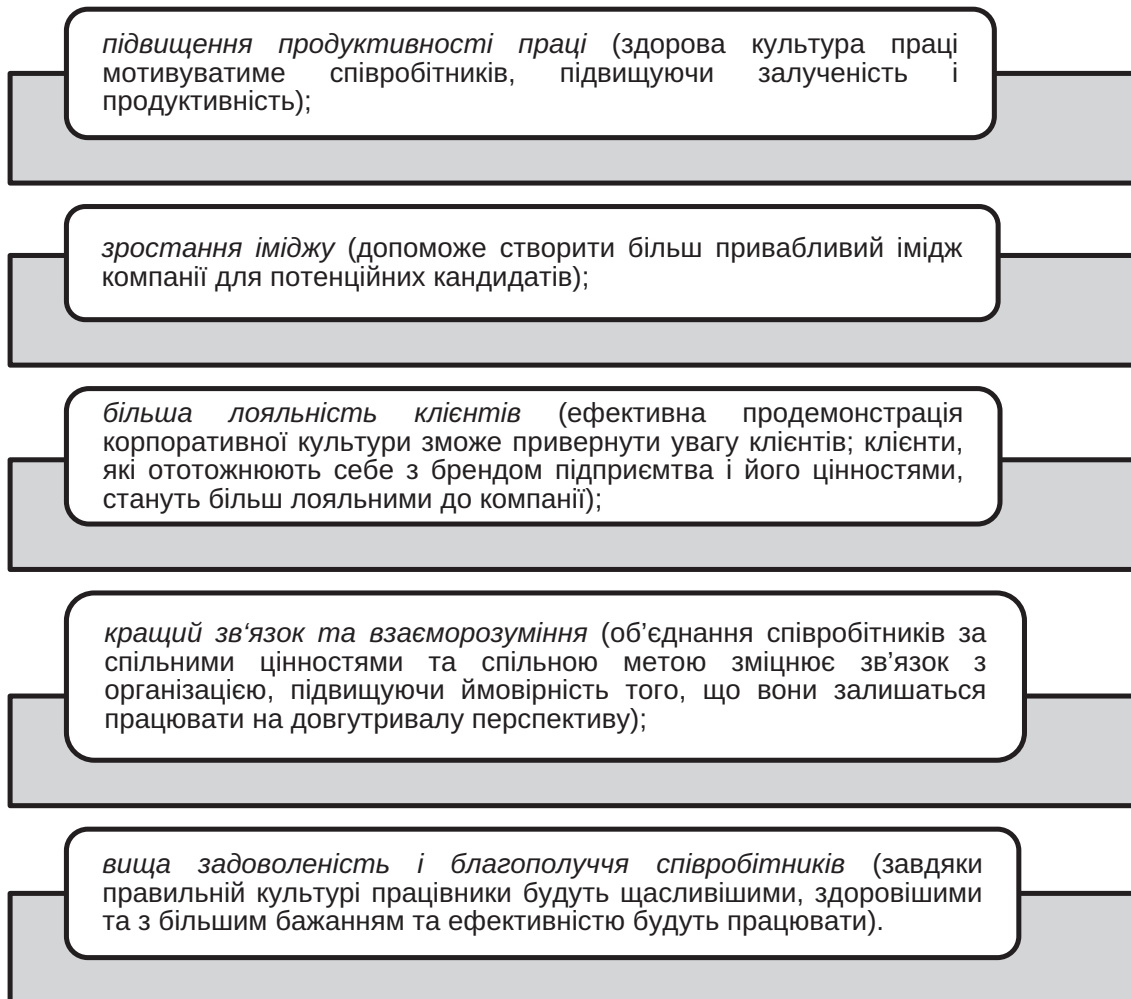 підвищення продуктивності праці (здорова культура праці
мотивуватиме співробітників, підвищуючи залученість і
продуктивність);
зростання іміджу (допоможе створити більш привабливий імідж
компанії для потенційних кандидатів);
більша лояльність клієнтів (ефективна продемонстрація
корпоративної культури зможе привернути увагу клієнтів; клієнти,
які ототожнюють себе з брендом підприємтва і його цінностями,
стануть більш лояльними до компанії);
кращий зв‘язок та взаєморозуміння (об’єднання співробітників за
спільними цінностями та спільною метою зміцнює зв’язок з
організацією, підвищуючи ймовірність того, що вони залишаться
працювати на довгутривалу перспективу);
вища задоволеність і благополуччя співробітників (завдяки
правильній культурі працівники будуть щасливішими, здоровішими
та з більшим бажанням та ефективністю будуть працювати).